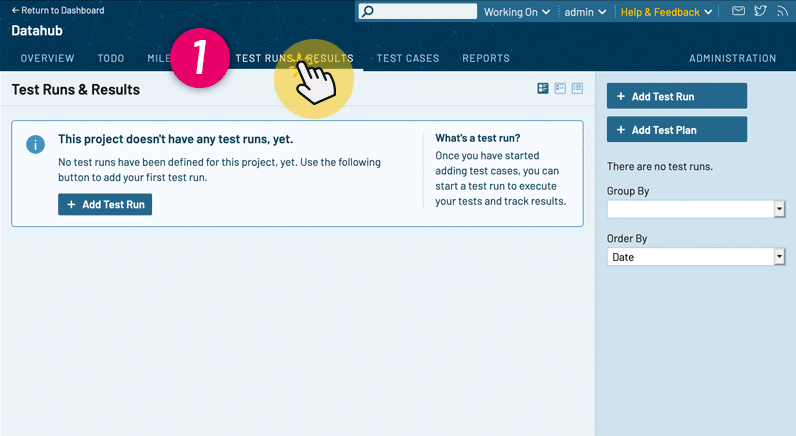 ← Return to Dashboard
Working On
admin
Help & Feedback
Datahub
OVERVIEW
TODO
MILE
1
TEST RUNS & RESULTS
TEST CASES
REPORTS
ADMINISTRATION
Test Runs & Results
This project doesn't have any test runs, yet.
No test runs have been defined for this project, yet. Use the following
button to add your first test run.
+ Add Test Run
What's a test run?
Once you have started
adding test cases, you can
start a test run to execute
your tests and track results.
+ Add Test Run
+ Add Test Plan
There are no test runs.
Group By
Order By
Date